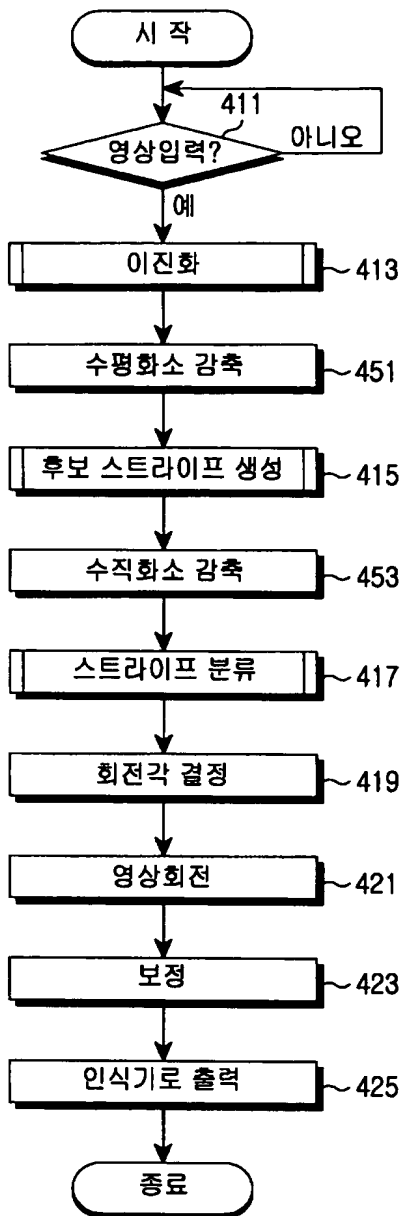 시 작
411
영상입력?
아니오
예
이진화
413
수평화소 감축
451
후보 스트라이프 생성
415
수직화소 감축
453
스트라이프 분류
417
회전각 결정
419
영상회전
421
보정
423
인식기로 출력
425
종료